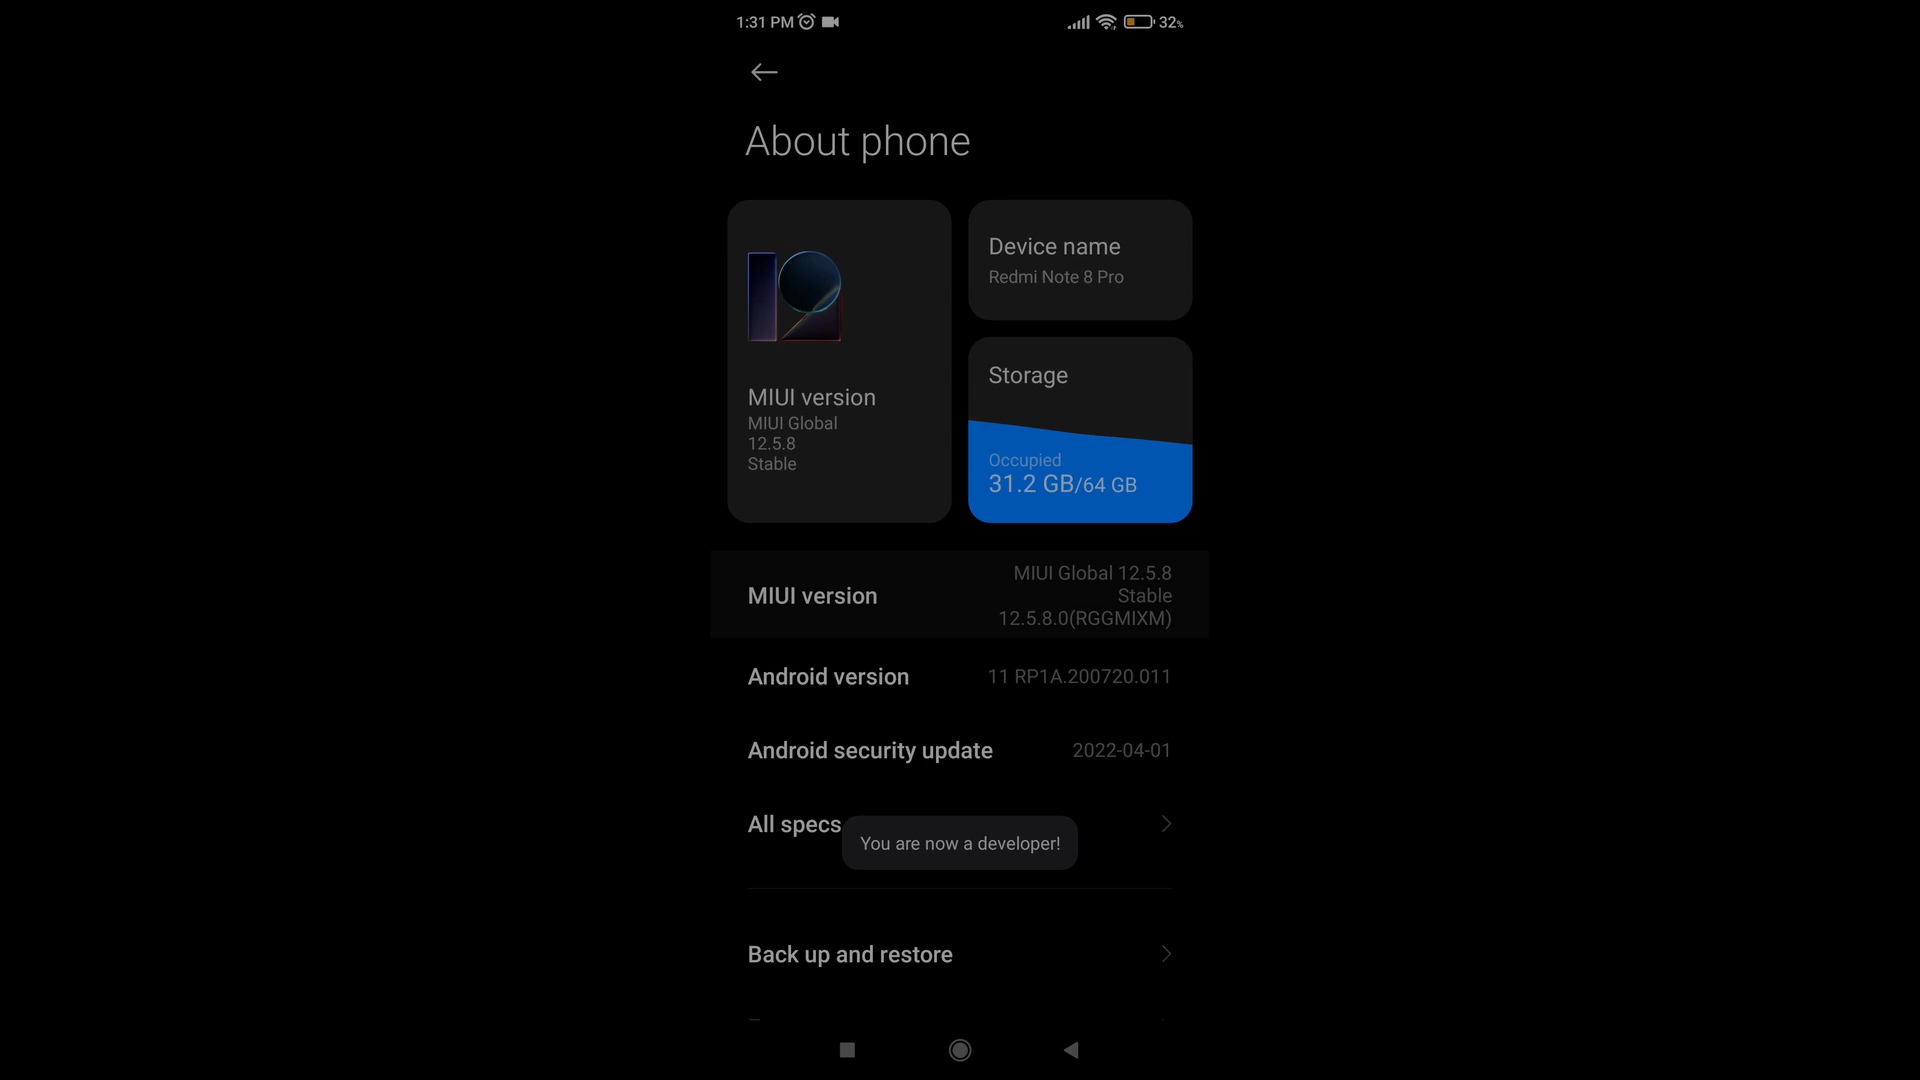 1:31 PM
32%
About phone
MIUI version
MIUI Global
12.5.8
Stable
Device name
Redmi Note 8 Pro
Storage
Occupied
31.2 GB/64 GB
MIUI version
MIUI Global 12.5.8
Stable
12.5.8.0(RGGMIXM)
Android version
11 RP1A.200720.011
Android security update
2022-04-01
All specs
You are now a developer!
Back up and restore